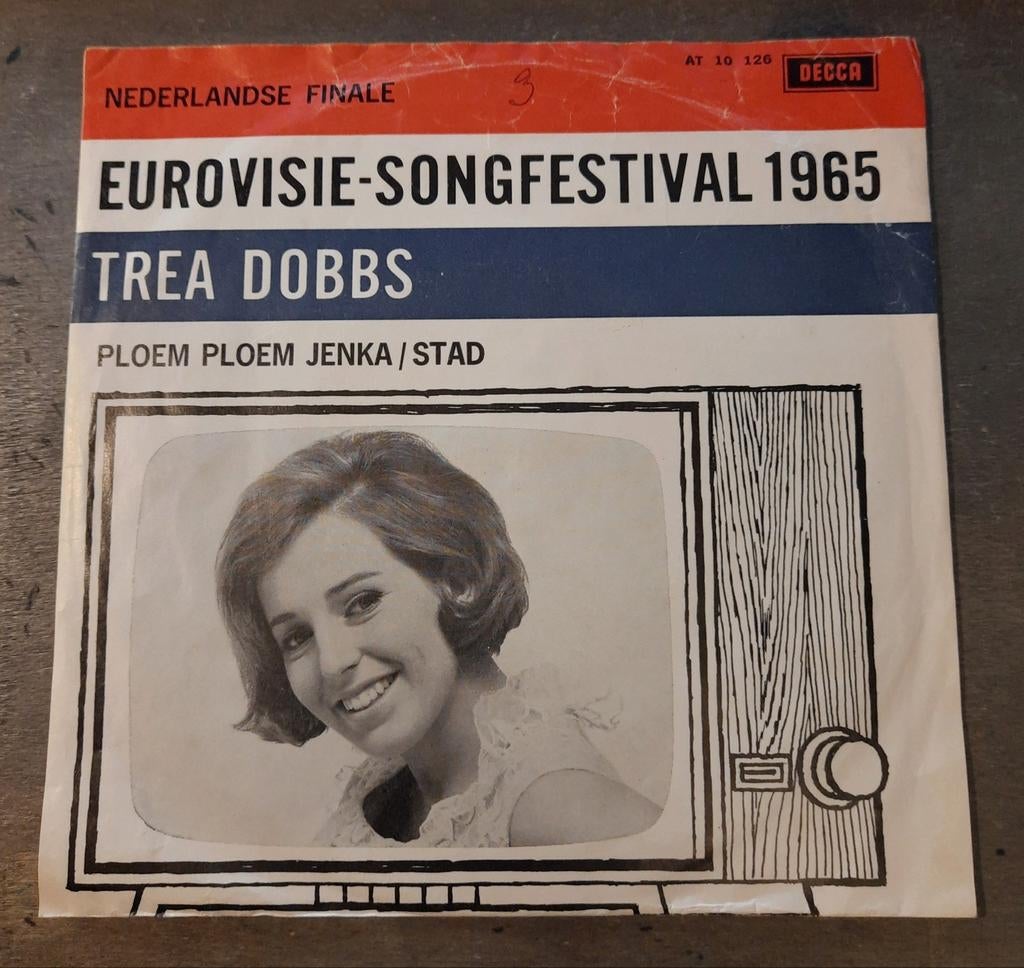 AT 10 126 DECCA
NEDERLANDSE FINALE 3
EUROVISIE-SONGFESTIVAL 1965
TREA DOBBS
PLOEM PLOEM JENKA / STAD